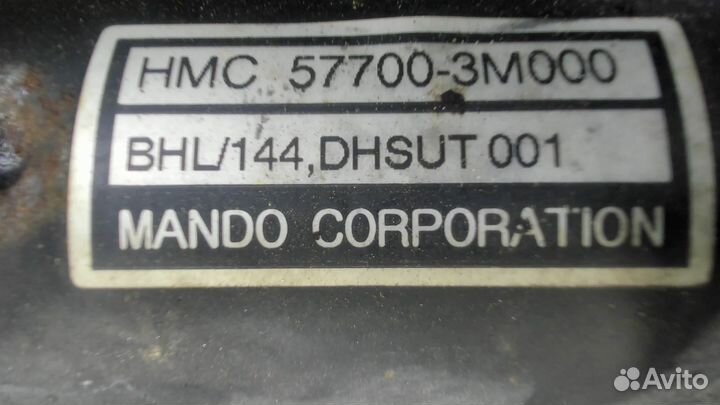 HMC 57700-3M000
BHL/144,DHSUT 001
MANDO CORPORATION
Avito